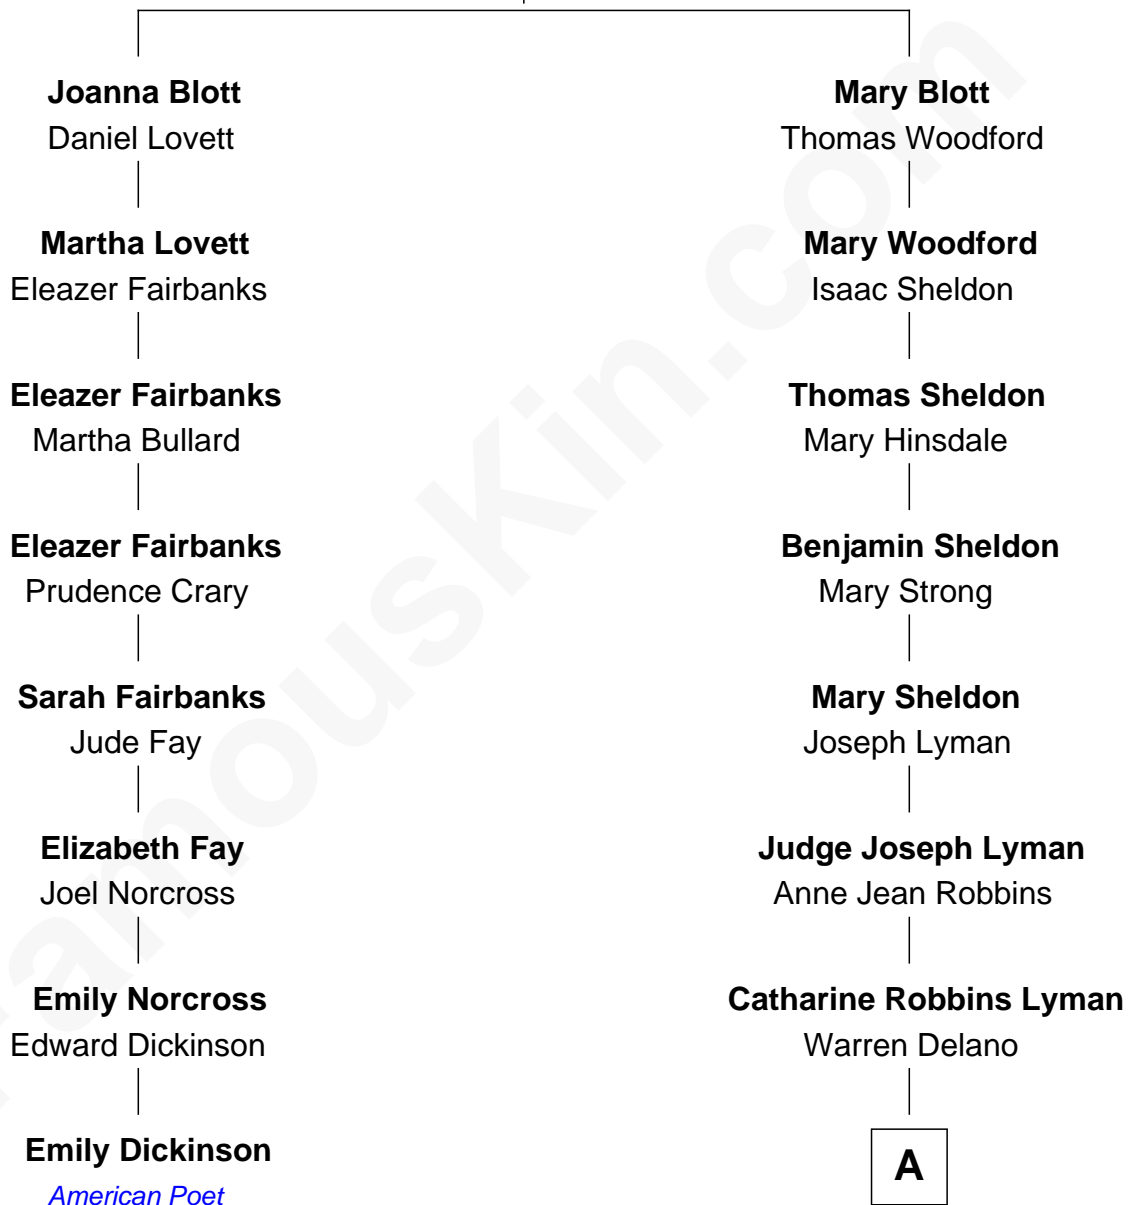 Joanna Blott
Daniel Lovett
Martha Lovett
Eleazer Fairbanks
Eleazer Fairbanks
Martha Bullard
Eleazer Fairbanks
Prudence Crary
Sarah Fairbanks
Jude Fay
Elizabeth Fay
Joel Norcross
Emily Norcross
Edward Dickinson
Emily Dickinson
American Poet
Mary Blott
Thomas Woodford
Mary Woodford
Isaac Sheldon
Thomas Sheldon
Mary Hinsdale
Benjamin Sheldon
Mary Strong
Mary Sheldon
Joseph Lyman
Judge Joseph Lyman
Anne Jean Robbins
Catharine Robbins Lyman
Warren Delano
A
FamousKin.com